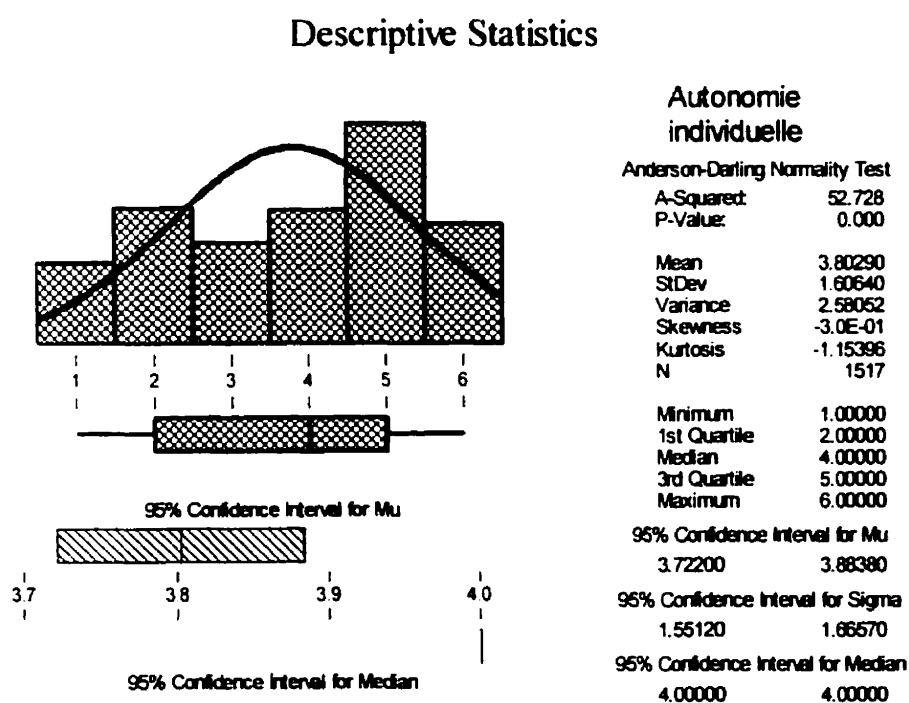 Descriptive Statistics
1 2 3 4 5 6
95% Confidence Interval for Mu
3.7 3.8 3.9 4.0
95% Confidence Interval for Median
Autonomie
individuelle
Anderson-Darling Normality Test
A-Squared: 52.728
P-Value: 0.000
Mean 3.80290
StDev 1.60640
Variance 2.58052
Skewness -3.0E-01
Kurtosis -1.15396
N 1517
Minimum 1.00000
1st Quartile 2.00000
Median 4.00000
3rd Quartile 5.00000
Maximum 6.00000
95% Confidence Interval for Mu
3.72200 3.88380
95% Confidence Interval for Sigma
1.55120 1.66570
95% Confidence Interval for Median
4.00000 4.00000